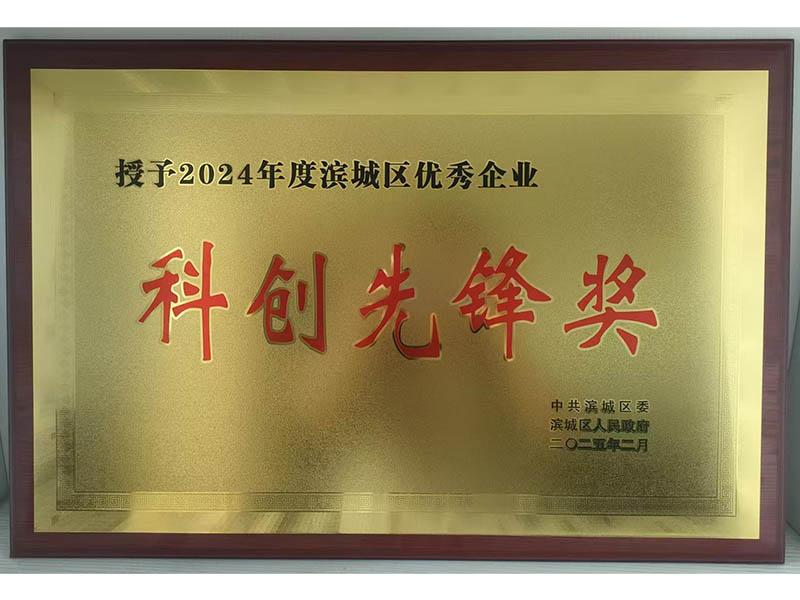 授予2024年度滨城区优秀企业
科创先锋奖
中共滨城区委
滨城区人民政府
二〇二五年二月